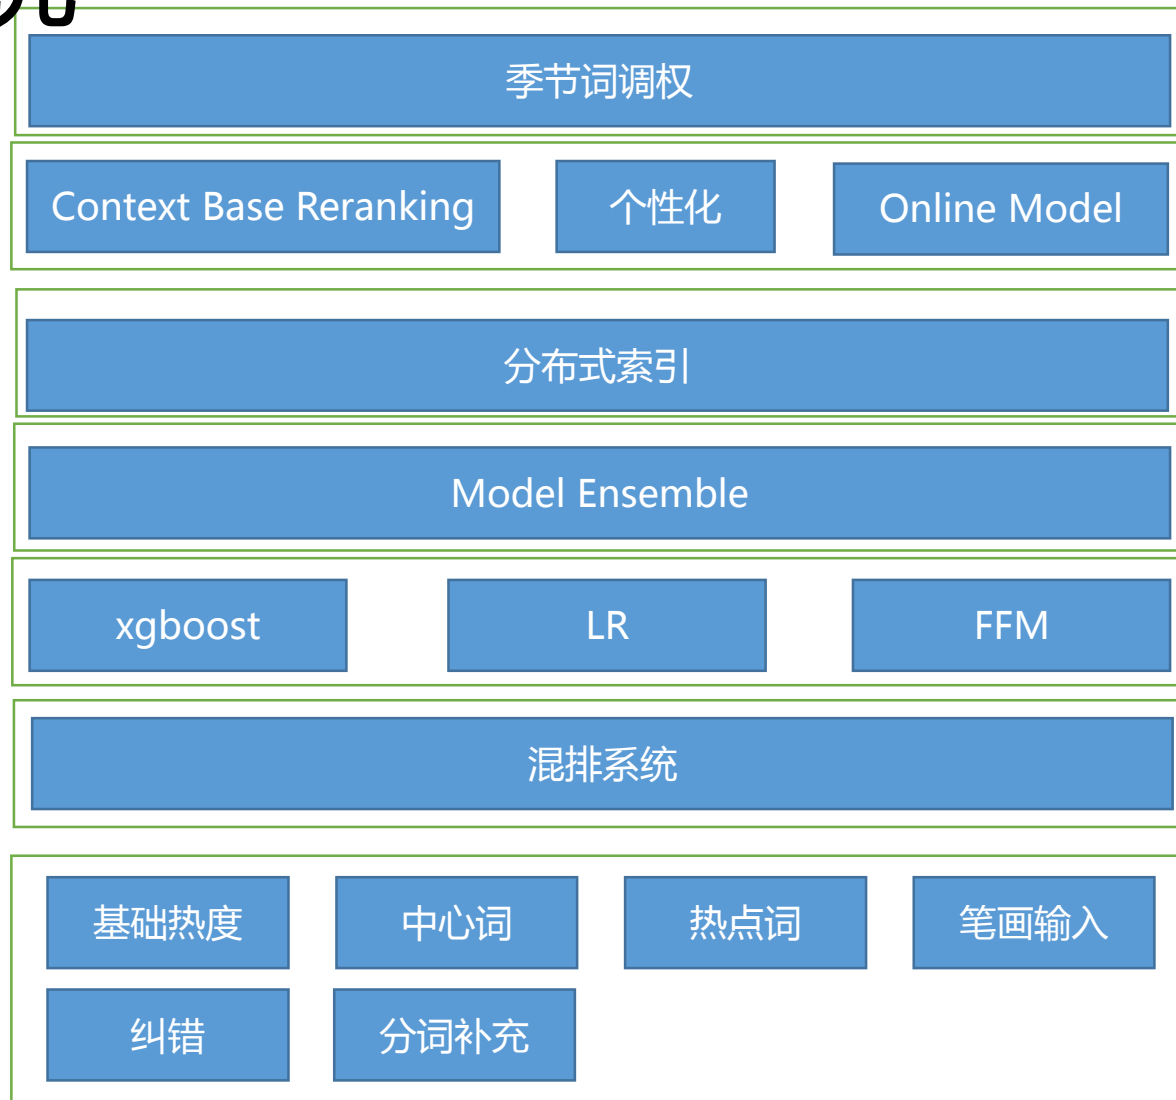 季节词调权
Context Base Reranking 个性化 Online Model
分布式索引
Model Ensemble
xgboost LR FFM
混排系统
基础热度 中心词 热点词 笔画输入
纠错 分词补充